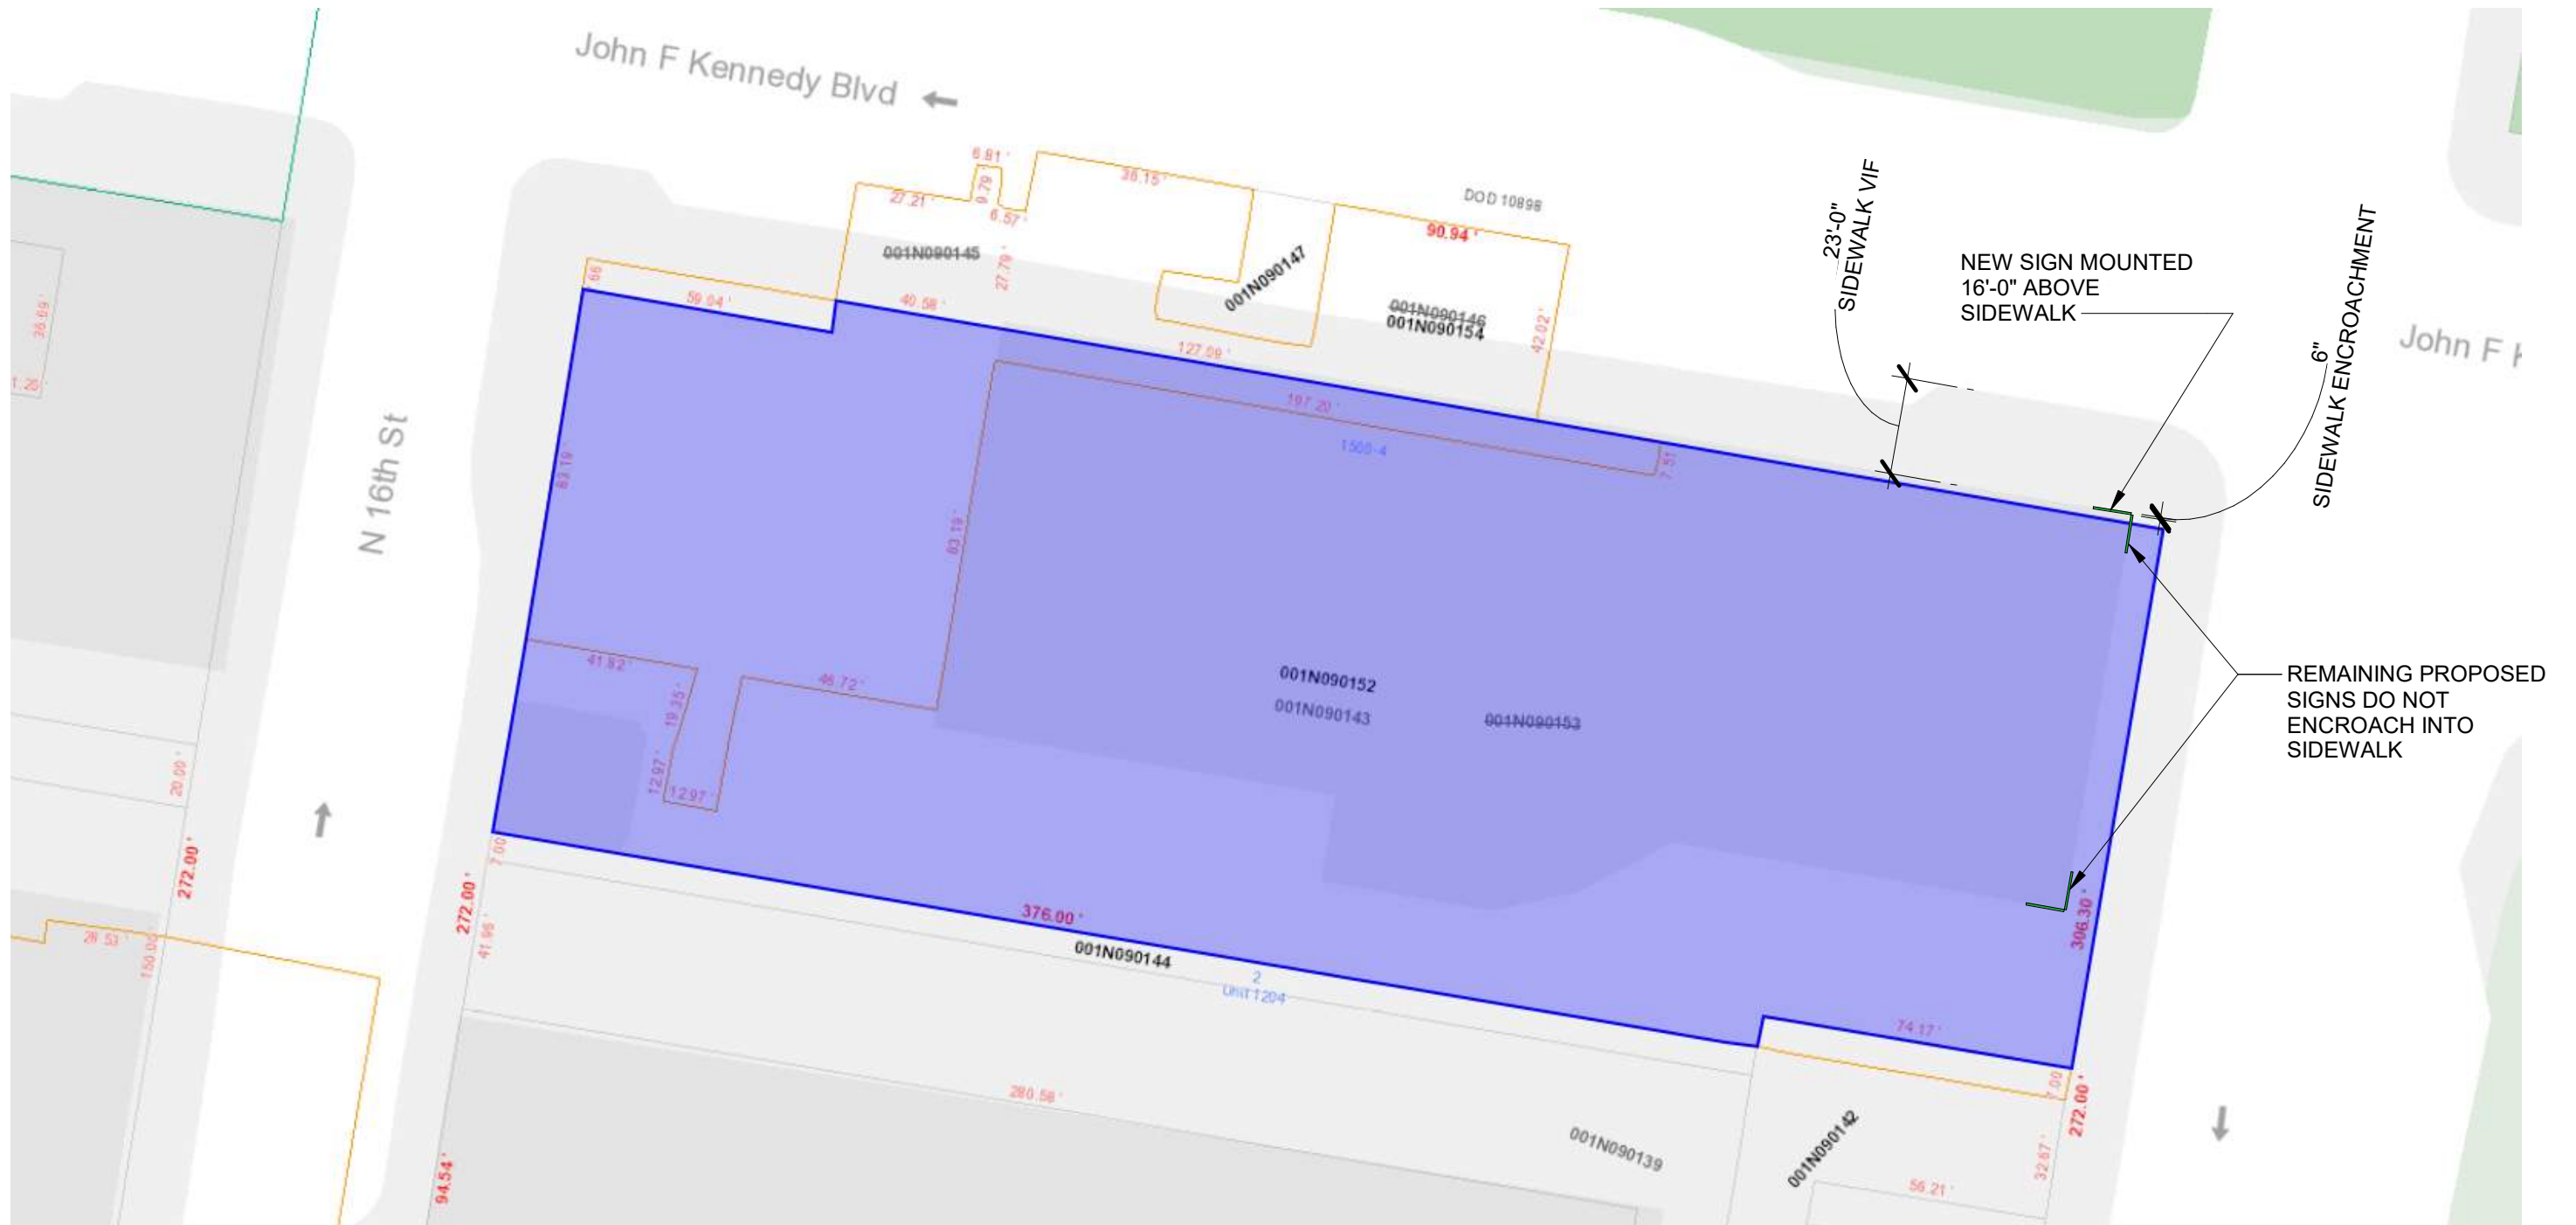 John F Kennedy Blvd
6.81 '
9.79 '
27.21 '
6.57 '
36.15 '
DOD 10898
90.94 '
23'-0"
SIDEWALK VIF
NEW SIGN MOUNTED
16'-0" ABOVE
SIDEWALK
6"
SIDEWALK ENCROACHMENT
001N090145
27.79 '
001N090147
001N090146
001N090154
42.02 '
59.04 '
40.58 '
127.09 '
36.69 '
197.20 '
1500-4
7.51
N 16th St
83.19 '
83.19 '
41.82 '
46.72 '
19.35 '
12.97 '
12.97 '
001N090152
001N090143
001N090153
REMAINING PROPOSED
SIGNS DO NOT
ENCROACH INTO
SIDEWALK
20.00 '
272.00 '
7.00
272.00 '
41.96 '
376.00 '
001N090144
2
Unit 1204
306.30 '
28.53 '
150.00 '
74.17 '
7.00
272.00 '
280.58 '
001N090139
001N090142
32.67 '
56.21 '
94.54 '